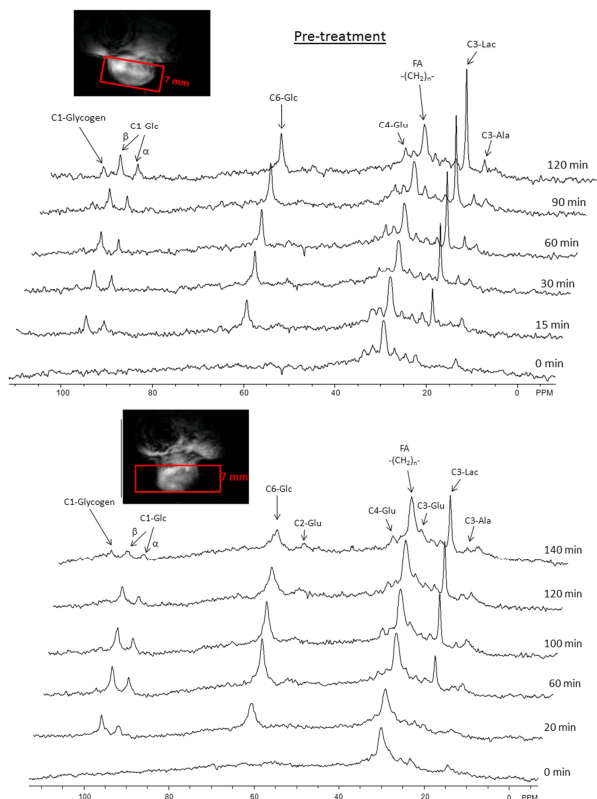 Pre-treatment
7 mm
C3-Lac
FA
-(CH2)n-
C6-Glc
C1-Glycogen
C1-Glc
β
α
C4-Glu
C3-Ala
120 min
90 min
60 min
30 min
15 min
0 min
100 80 60 40 20 0 PPM
7 mm
FA
-(CH2)n-
C3-Lac
C6-Glc
C1-Glycogen
C1-Glc
β
α
C2-Glu
C4-Glu
C3-Glu
C3-Ala
140 min
120 min
100 min
60 min
20 min
0 min
100 80 60 40 20 0 PPM